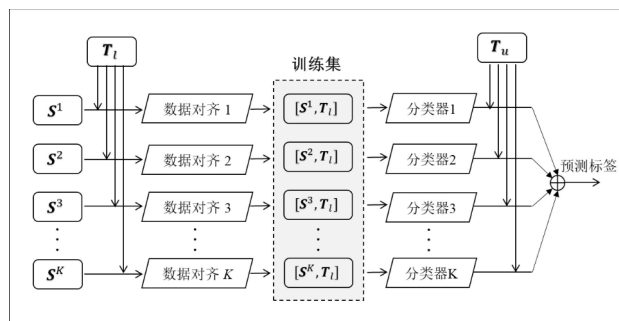 T_l
T_u
训练集
S^1
数据对齐 1
[S^1, T_l]
分类器1
S^2
数据对齐 2
[S^2, T_l]
分类器2
预测标签
S^3
数据对齐 3
[S^3, T_l]
分类器3
S^K
数据对齐 K
[S^K, T_l]
分类器K